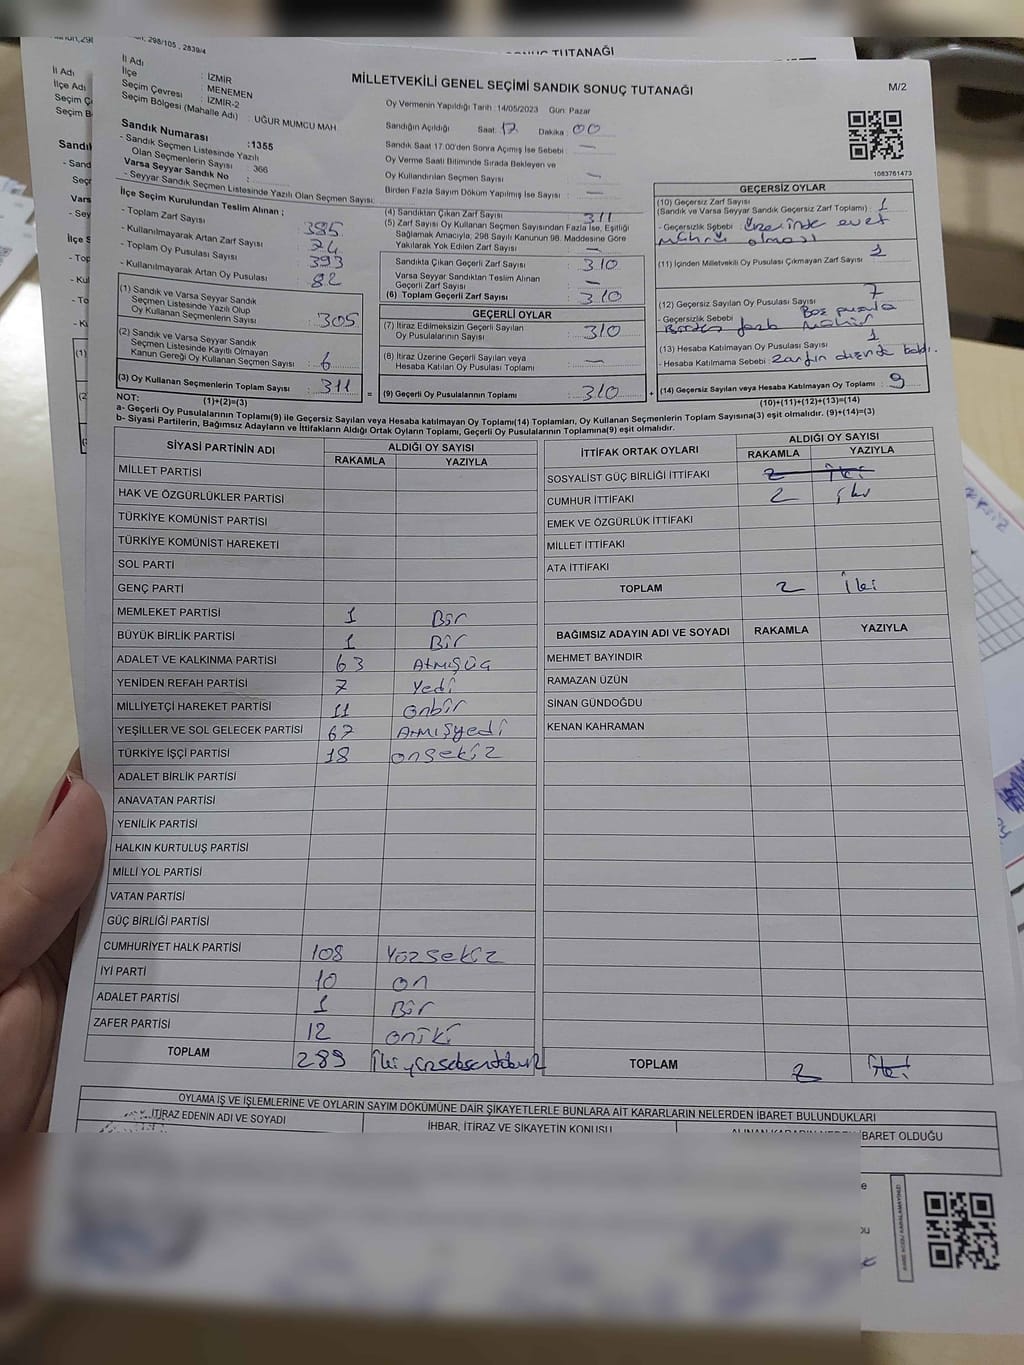 SONUÇ TUTANAĞI
MİLLETVEKİLİ GENEL SEÇİMİ SANDIK SONUÇ TUTANAĞI
M/2
İl Adı : İZMİR
İlçe : MENEMEN
Seçim Çevresi : İZMİR-2
Seçim Bölgesi (Mahalle Adı) : UĞUR MUMCU MAH
Sandık Numarası :1355
- Sandık Seçmen Listesinde Yazılı
Olan Seçmenlerin Sayısı : 366
Varsa Seyyar Sandık No :
- Seyyar Sandık Seçmen Listesinde Yazılı Olan Seçmen Sayısı:
Oy Vermenin Yapıldığı Tarih :14/05/2023 Gün: Pazar
Sandığın Açıldığı Saat: 17 Dakika : 00
Sandık Saat 17.00'den Sonra Açımış İse Sebebi : —
Oy Verme Saati Bitiminde Sırada Bekleyen ve
Oy Kullandırılan Seçmen Sayısı : —
Birden Fazla Sayım Döküm Yapılmış İse Sayısı : —
1083761473
İlçe Seçim Kurulundan Teslim Alınan ;
- Toplam Zarf Sayısı : 385
- Kullanılmayarak Artan Zarf Sayısı : 74
- Toplam Oy Pusulası Sayısı : 393
- Kullanılmayarak Artan Oy Pusulası : 82
(1) Sandık ve Varsa Seyyar Sandık
Seçmen Listesinde Yazılı Olup
Oy Kullanan Seçmenlerin Sayısı : 305
(2) Sandık ve Varsa Seyyar Sandık
Seçmen Listesinde Kayıtlı Olmayan
Kanun Gereği Oy Kullanan Seçmen Sayısı : 6
(3) Oy Kullanan Seçmenlerin Toplam Sayısı : 311
(1)+(2)=(3)
(4) Sandıktan Çıkan Zarf Sayısı : 311
(5) Zarf Sayısı Oy Kullanan Seçmen Sayısından Fazla İse, Eşitliği
Sağlamak Amacıyla; 298 Sayılı Kanunun 98. Maddesine Göre
Yakılarak Yok Edilen Zarf Sayısı : —
Sandıkta Çıkan Geçerli Zarf Sayısı : 310
Varsa Seyyar Sandıktan Teslim Alınan
Geçerli Zarf Sayısı : —
(6) Toplam Geçerli Zarf Sayısı : 310
GEÇERLİ OYLAR
(7) İtiraz Edilmeksizin Geçerli Sayılan
Oy Pusulalarının Sayısı : 310
(8) İtiraz Üzerine Geçerli Sayılan veya
Hesaba Katılan Oy Pusulası Toplamı : —
(9) Geçerli Oy Pusulalarının Toplamı : 310
GEÇERSİZ OYLAR
(10) Geçersiz Zarf Sayısı
(Sandık ve Varsa Seyyar Sandık Geçersiz Zarf Toplamı) : 1
- Geçersizlik Sebebi : üzerinde evet
mührü olması
(11) İçinden Milletvekili Oy Pusulası Çıkmayan Zarf Sayısı :
(12) Geçersiz Sayılan Oy Pusulası Sayısı : 7
- Geçersizlik Sebebi : Boş pusula
Birden fazla mühür
(13) Hesaba Katılmayan Oy Pusulası Sayısı : 1
- Hesaba Katılmama Sebebi : Zarfın dışında kaldı.
(14) Geçersiz Sayılan veya Hesaba Katılmayan Oy Toplamı : 9
(10)+(11)+(12)+(13)=(14)
NOT:
a- Geçerli Oy Pusulalarının Toplamı(9) ile Geçersiz Sayılan veya Hesaba katılmayan Oy Toplamı(14) Toplamları, Oy Kullanan Seçmenlerin Toplam Sayısına(3) eşit olmalıdır. (9)+(14)=(3)
b- Siyasi Partilerin, Bağımsız Adayların ve İttifakların Aldığı Ortak Oyların Toplamı, Geçerli Oy Pusulalarının Toplamına(9) eşit olmalıdır.
SİYASİ PARTİNİN ADI ALDIĞI OY SAYISI
RAKAMLA YAZIYLA
MİLLET PARTİSİ
HAK VE ÖZGÜRLÜKLER PARTİSİ
TÜRKİYE KOMÜNİST PARTİSİ
TÜRKİYE KOMÜNİST HAREKETİ
SOL PARTİ
GENÇ PARTİ
MEMLEKET PARTİSİ 1 Bir
BÜYÜK BİRLİK PARTİSİ 1 Bir
ADALET VE KALKINMA PARTİSİ 63 Atmışüç
YENİDEN REFAH PARTİSİ 7 Yedi
MİLLİYETÇİ HAREKET PARTİSİ 11 onbir
YEŞİLLER VE SOL GELECEK PARTİSİ 67 Atmışyedi
TÜRKİYE İŞÇİ PARTİSİ 18 onsekiz
ADALET BİRLİK PARTİSİ
ANAVATAN PARTİSİ
YENİLİK PARTİSİ
HALKIN KURTULUŞ PARTİSİ
MİLLİ YOL PARTİSİ
VATAN PARTİSİ
GÜÇ BİRLİĞİ PARTİSİ
CUMHURİYET HALK PARTİSİ 108 Yüzsekiz
İYİ PARTİ 10 on
ADALET PARTİSİ 1 Bir
ZAFER PARTİSİ 12 oniki
TOPLAM 289
İTTİFAK ORTAK OYLARI ALDIĞI OY SAYISI
RAKAMLA YAZIYLA
SOSYALİST GÜÇ BİRLİĞİ İTTİFAKI 2 iki
CUMHUR İTTİFAKI 2 iki
EMEK VE ÖZGÜRLÜK İTTİFAKI
MİLLET İTTİFAKI
ATA İTTİFAKI
TOPLAM 2 İki
BAĞIMSIZ ADAYIN ADI VE SOYADI RAKAMLA YAZIYLA
MEHMET BAYINDIR
RAMAZAN UZÜN
SİNAN GÜNDOĞDU
KENAN KAHRAMAN
TOPLAM 2 İki
OYLAMA İŞ VE İŞLEMLERİNE VE OYLARIN SAYIM DÖKÜMÜNE DAİR ŞİKAYETLERLE BUNLARA AİT KARARLARIN NELERDEN İBARET BULUNDUKLARI
İTİRAZ EDENİN ADI VE SOYADI
İHBAR, İTİRAZ VE ŞİKAYETİN KONUSU
ALINAN KARARIN NEDEN İBARET OLDUĞU